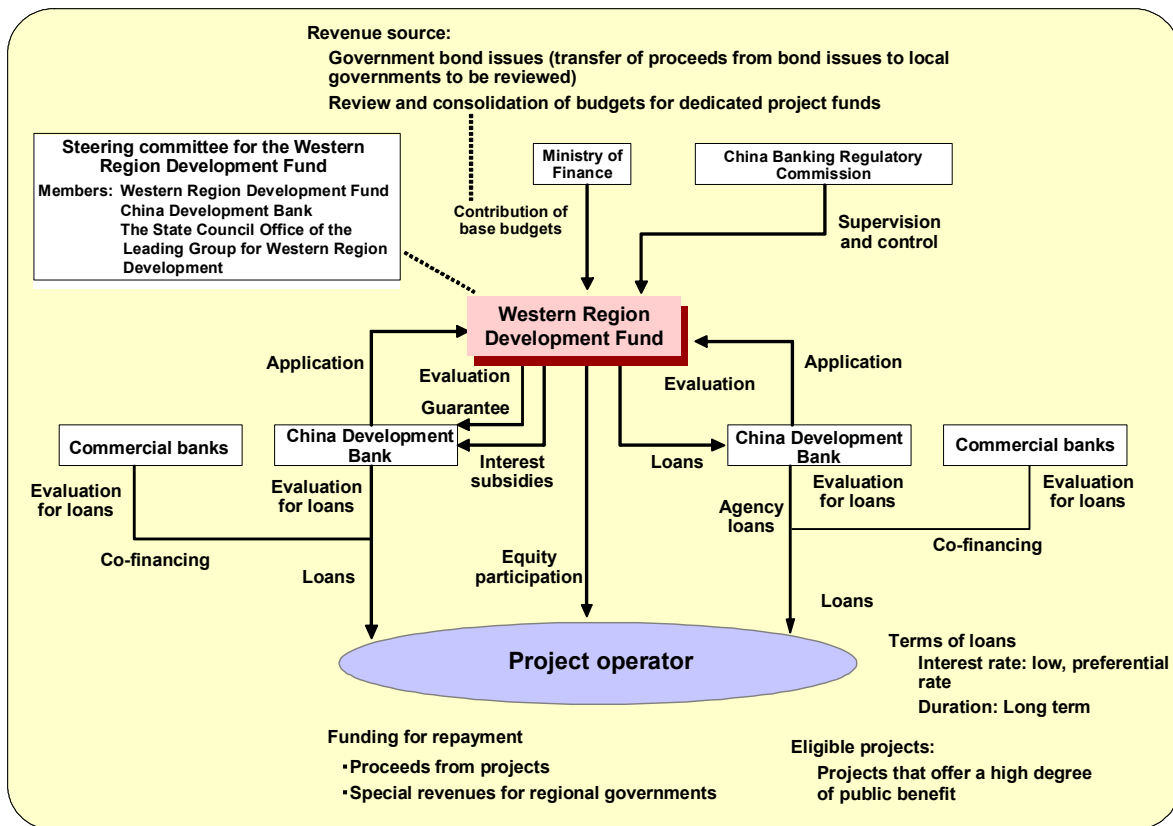 Revenue source:
Government bond issues (transfer of proceeds from bond issues to local
governments to be reviewed)
Review and consolidation of budgets for dedicated project funds
Steering committee for the Western
Region Development Fund
Members: Western Region Development Fund
China Development Bank
The State Council Office of the
Leading Group for Western Region
Development
Ministry of
Finance
China Banking Regulatory
Commission
Contribution of
base budgets
Supervision
and control
Western Region
Development Fund
Application
Evaluation
Guarantee
Evaluation
Application
Commercial banks
China Development
Bank
Interest
subsidies
Loans
China Development
Bank
Commercial banks
Evaluation
for loans
Evaluation
for loans
Agency
loans
Evaluation
for loans
Evaluation
for loans
Co-financing
Loans
Equity
participation
Co-financing
Loans
Project operator
Terms of loans
Interest rate: low, preferential
rate
Duration: Long term
Funding for repayment
・Proceeds from projects
・Special revenues for regional governments
Eligible projects:
Projects that offer a high degree
of public benefit